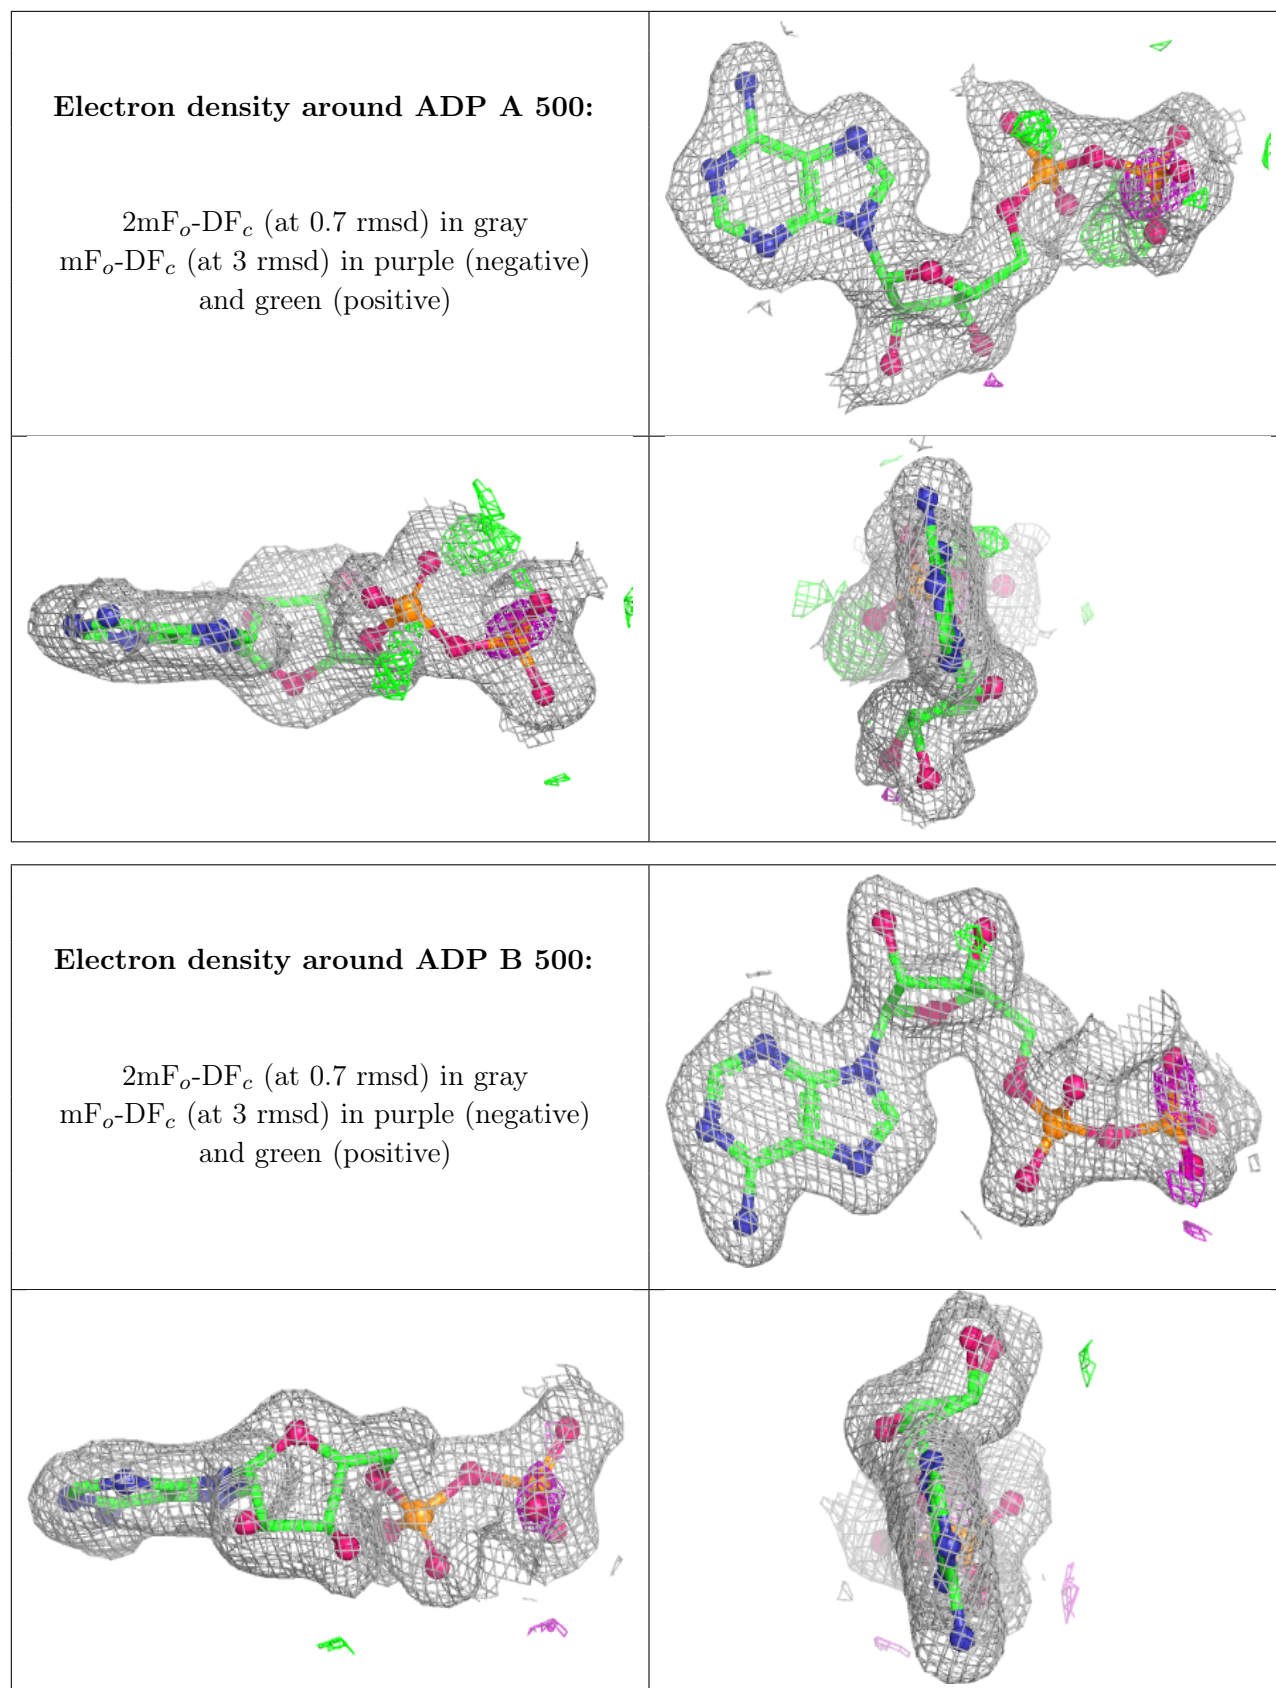 Electron density around ADP A 500:
2mFₒ-DF𝑐 (at 0.7 rmsd) in gray
mFₒ-DF𝑐 (at 3 rmsd) in purple (negative)
and green (positive)
Electron density around ADP B 500:
2mFₒ-DF𝑐 (at 0.7 rmsd) in gray
mFₒ-DF𝑐 (at 3 rmsd) in purple (negative)
and green (positive)